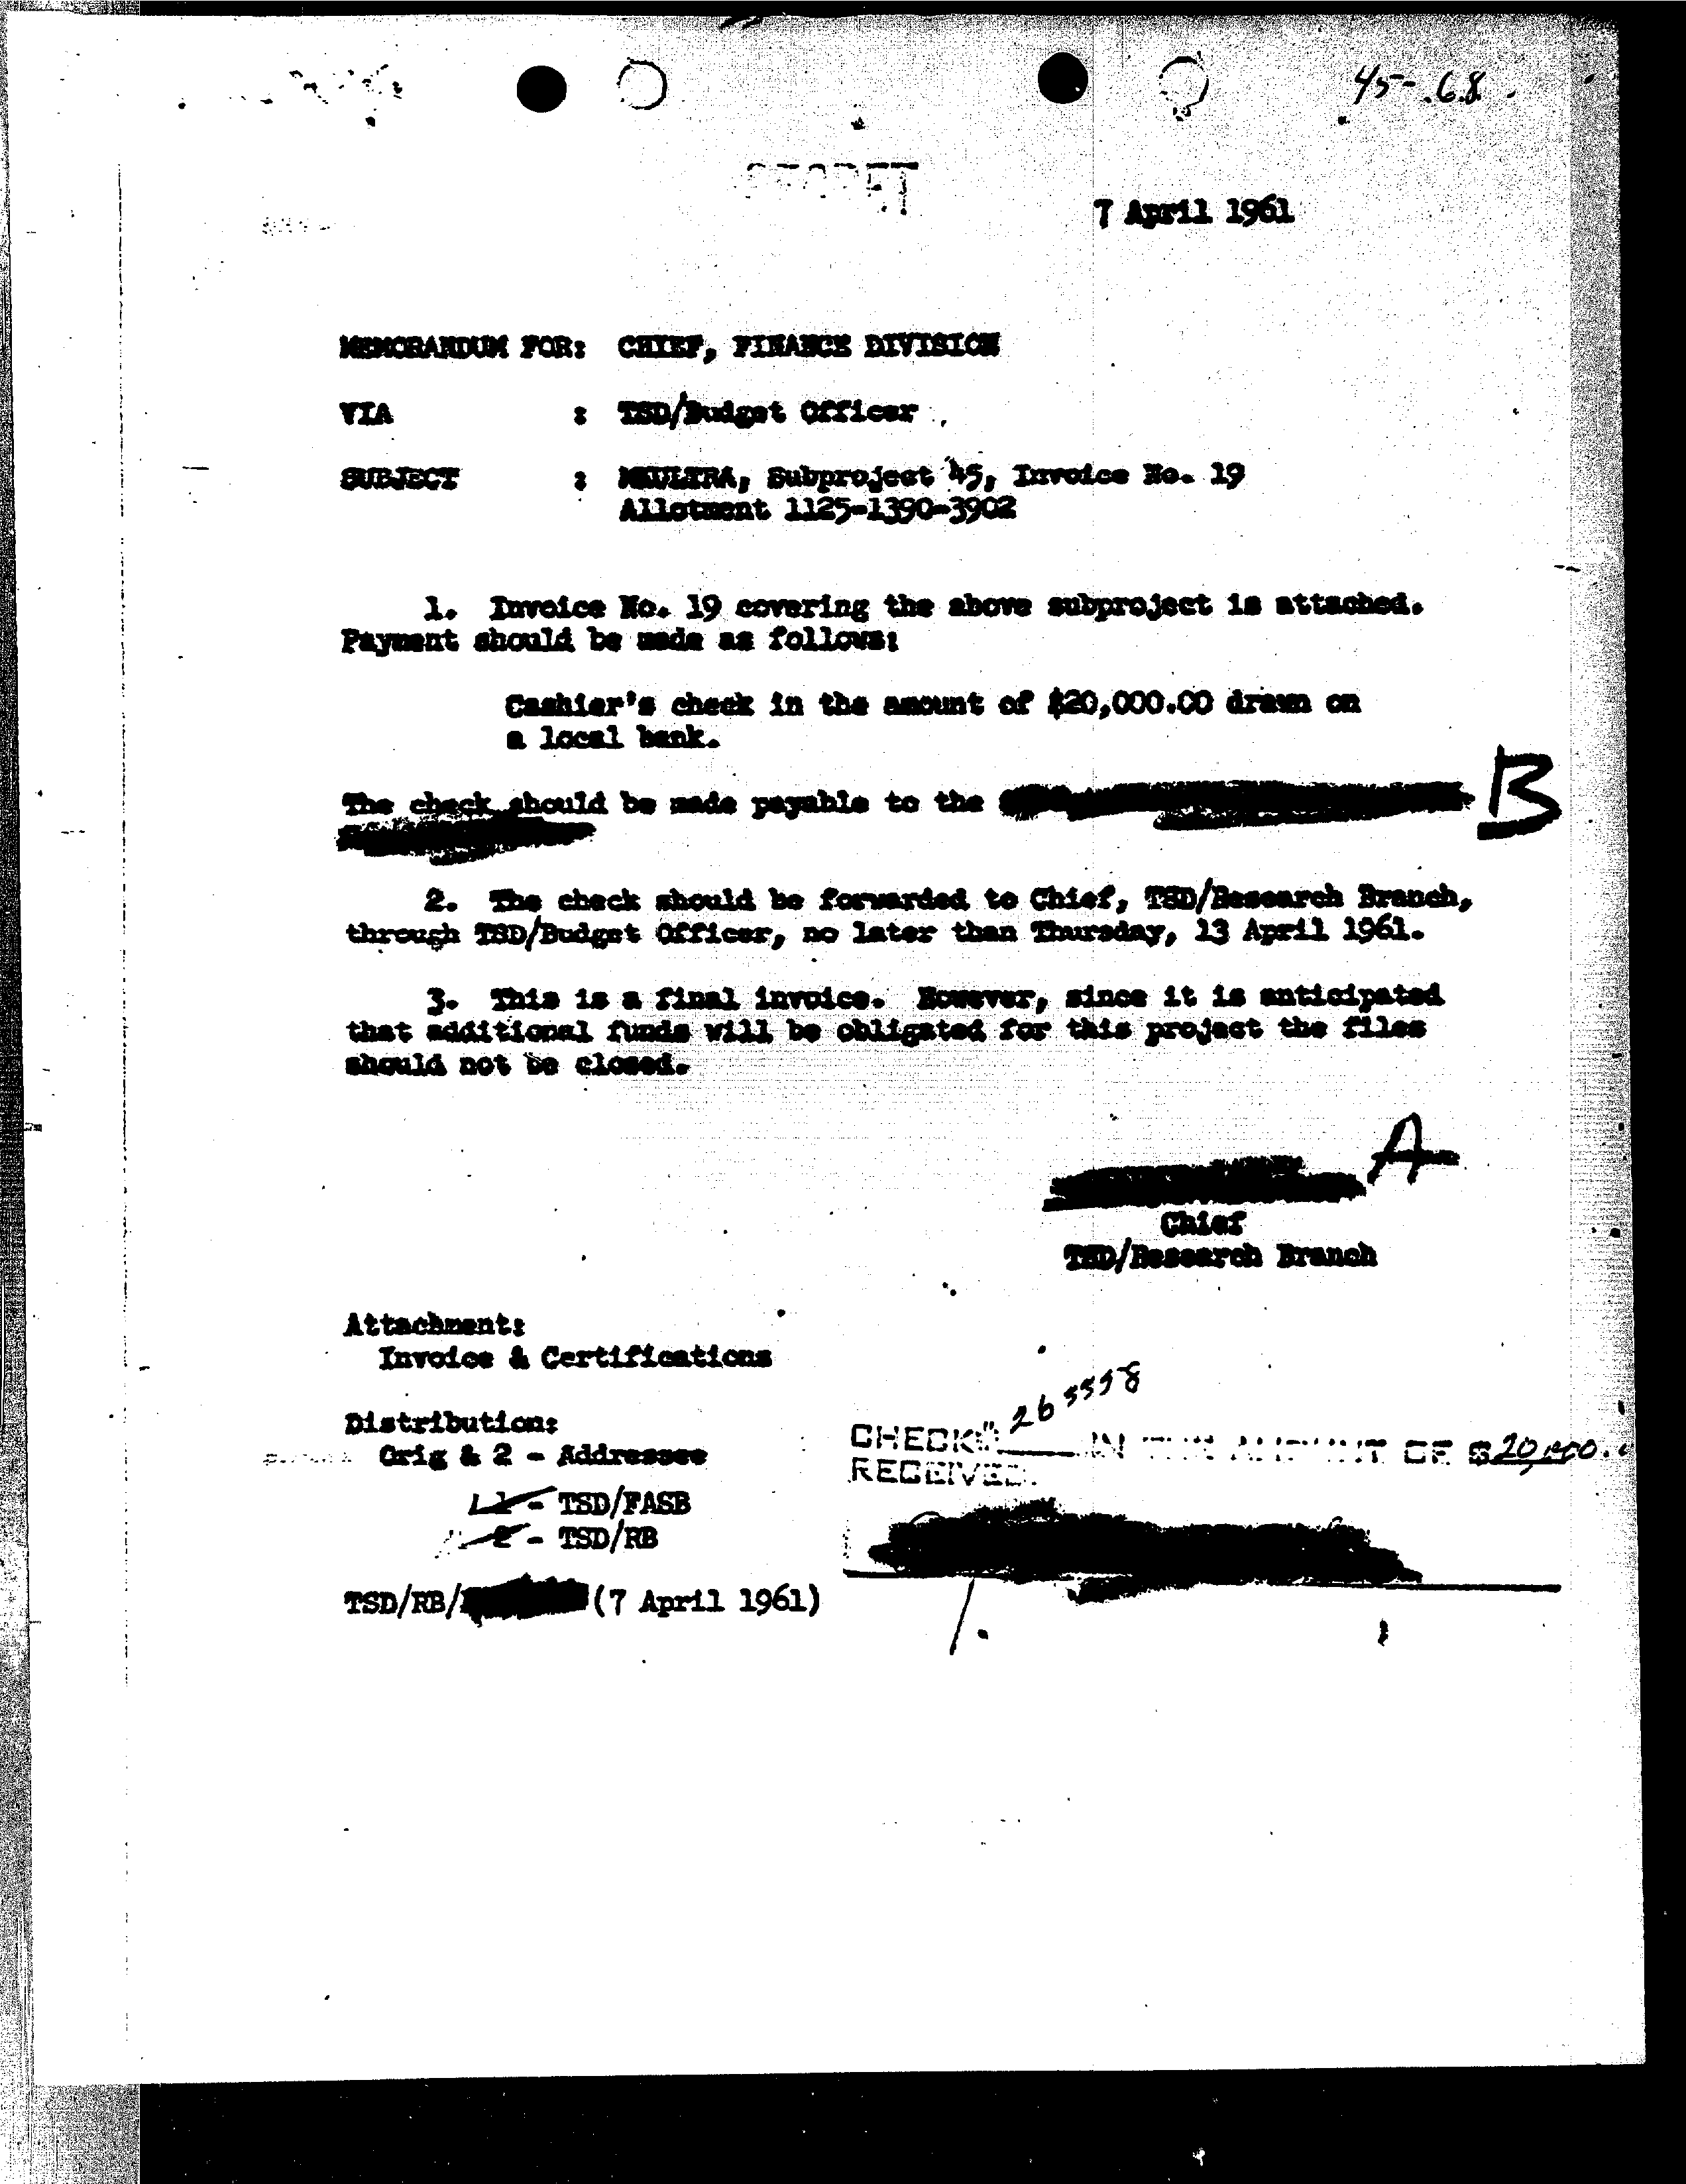 45-.68
SECRET
7 April 1961
MEMORANDUM FOR: CHIEF, FINANCE DIVISION
VIA : TSD/Budget Officer
SUBJECT : MKULTRA, Subproject 45, Invoice No. 19
Allotment 1125-1390-3902
1. Invoice No. 19 covering the above subproject is attached.
Payment should be made as follows:
Cashier's check in the amount of $20,000.00 drawn on
a local bank.
The check should be made payable to the
B
2. The check should be forwarded to Chief, TSD/Research Branch,
through TSD/Budget Officer, no later than Thursday, 13 April 1961.
3. This is a final invoice. However, since it is anticipated
that additional funds will be obligated for this project the files
should not be closed.
A
Chief
TSD/Research Branch
Attachment:
Invoice & Certifications
Distribution:
Orig & 2 - Addressee
1 - TSD/FASB
2 - TSD/RB
TSD/RB/ (7 April 1961)
CHECK# IN THE AMOUNT OF $20,000.
RECEIVED.